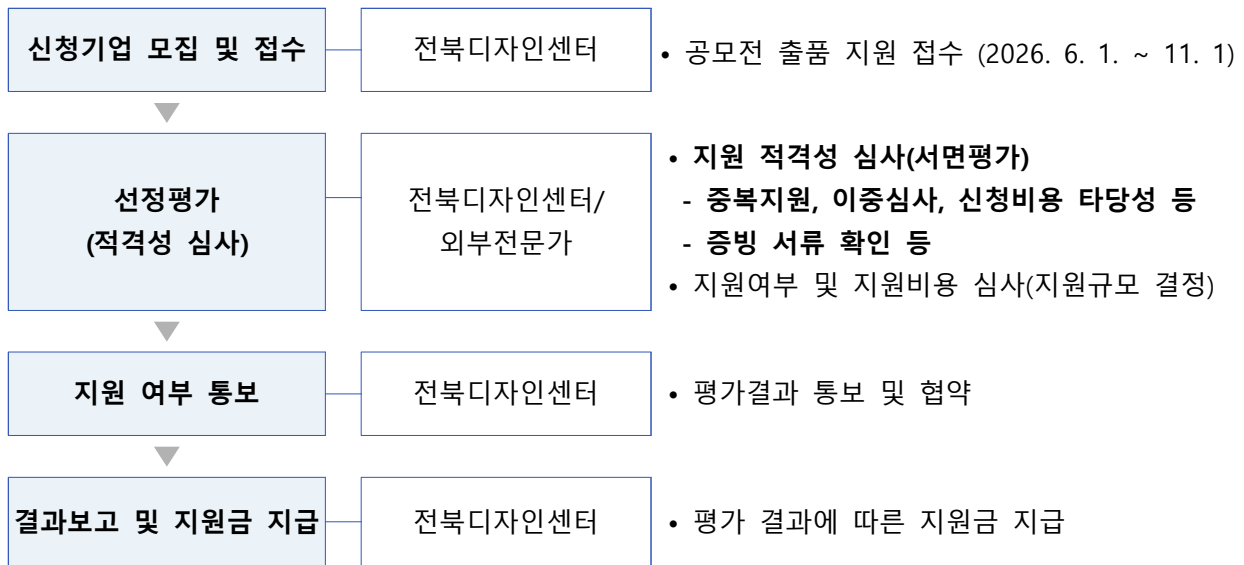 신청기업 모집 및 접수
전북디자인센터
• 공모전 출품 지원 접수 (2026. 6. 1. ~ 11. 1)
선정평가
(적격성 심사)
전북디자인센터/
외부전문가
• 지원 적격성 심사(서면평가)
- 중복지원, 이중심사, 신청비용 타당성 등
- 증빙 서류 확인 등
• 지원여부 및 지원비용 심사(지원규모 결정)
지원 여부 통보
전북디자인센터
• 평가결과 통보 및 협약
결과보고 및 지원금 지급
전북디자인센터
• 평가 결과에 따른 지원금 지급